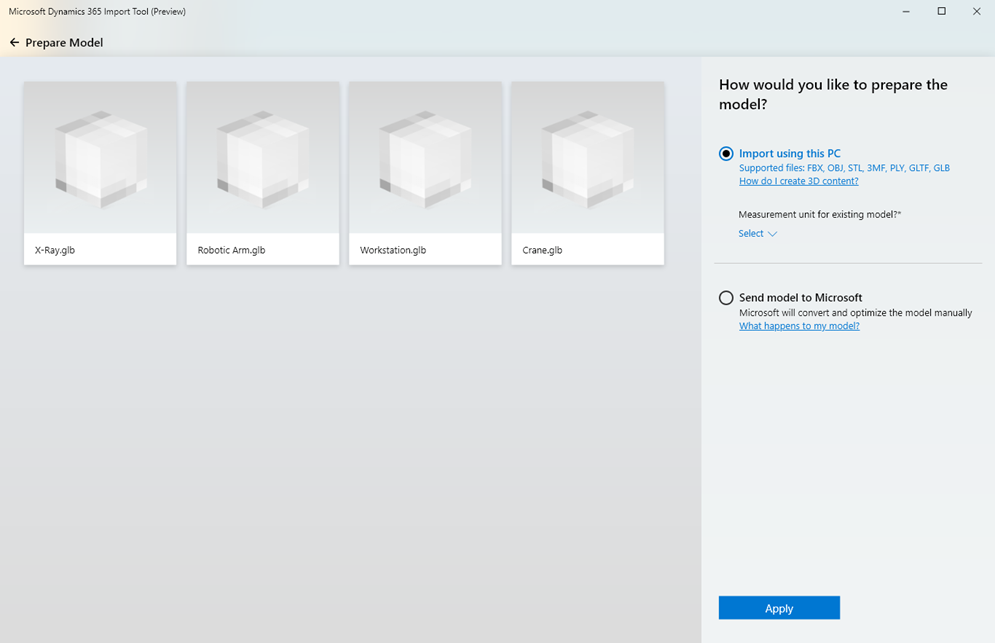 Microsoft Dynamics 365 Import Tool (Preview)
Prepare Model
X-Ray.glb
Robotic Arm.glb
Workstation.glb
Crane.glb
How would you like to prepare the
model?
Import using this PC
Supported files: FBX, OBJ, STL, 3MF, PLY, GLTF, GLB
How do I create 3D content?
Measurement unit for existing model?*
Select
Send model to Microsoft
Microsoft will convert and optimize the model manually
What happens to my model?
Apply